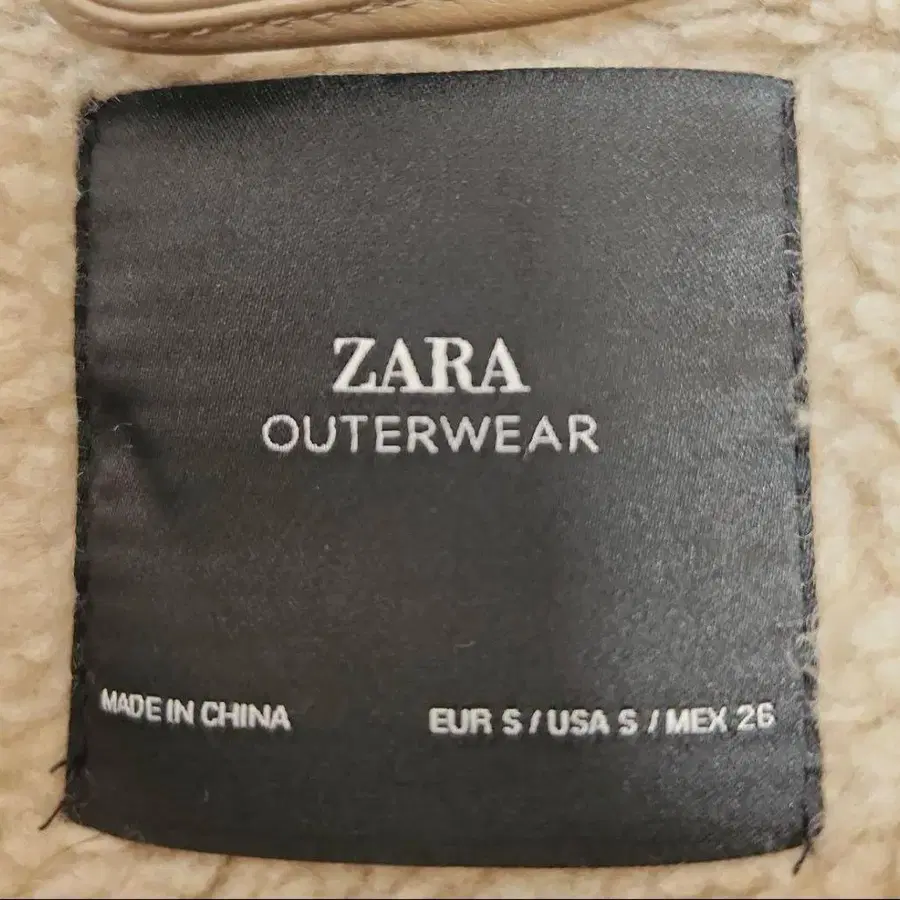 ZARA
OUTERWEAR
MADE IN CHINA
EUR S / USA S / MEX 26